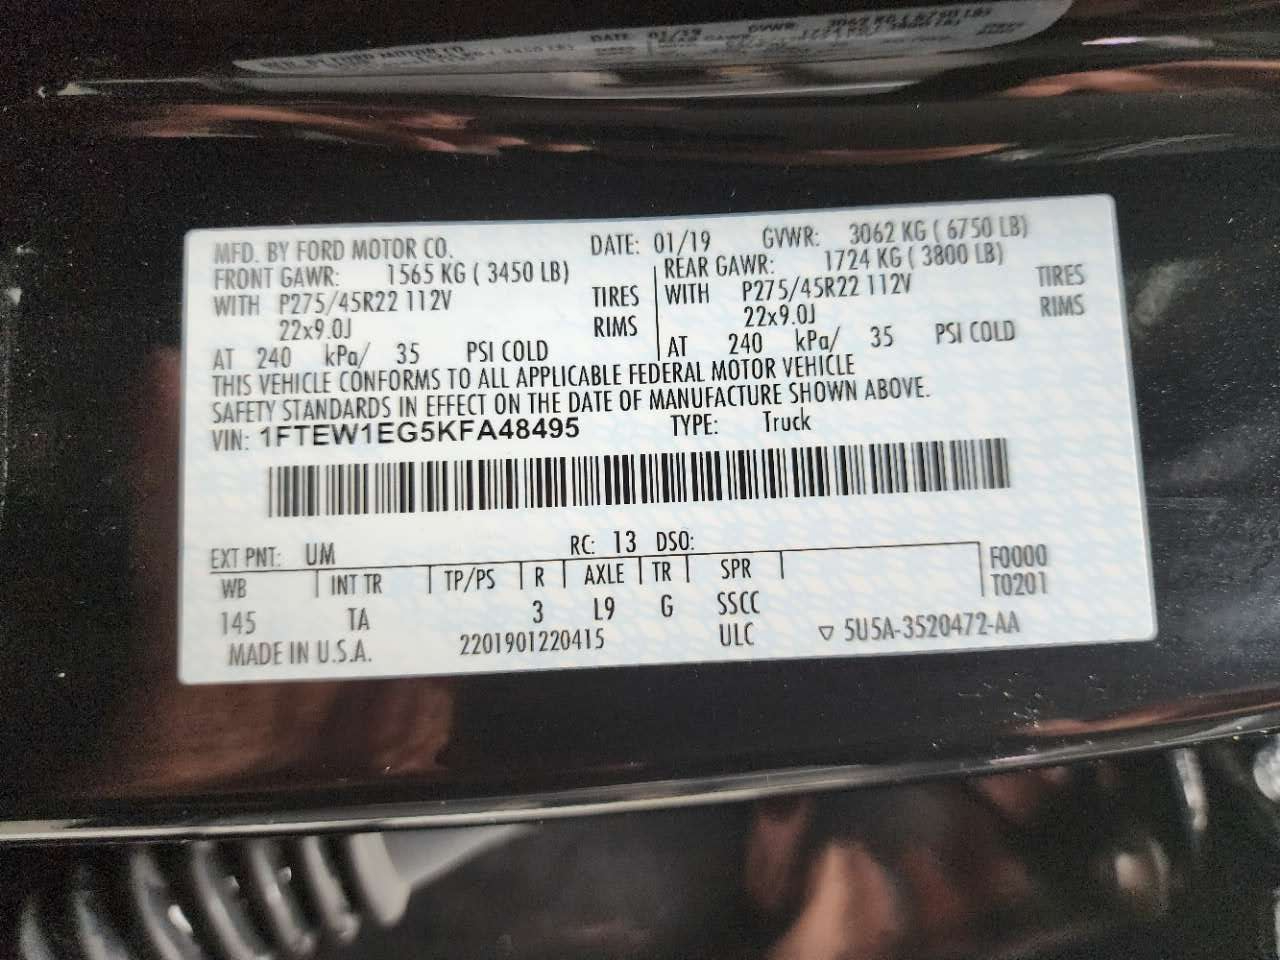 MFD. BY FORD MOTOR CO. DATE: 01/19 GVWR: 3062 KG ( 6750 LB)
FRONT GAWR: 1565 KG ( 3450 LB) REAR GAWR: 1724 KG ( 3800 LB)
WITH P275/45R22 112V TIRES WITH P275/45R22 112V TIRES
22x9.0J RIMS 22x9.0J RIMS
AT 240 kPa/ 35 PSI COLD AT 240 kPa/ 35 PSI COLD
THIS VEHICLE CONFORMS TO ALL APPLICABLE FEDERAL MOTOR VEHICLE
SAFETY STANDARDS IN EFFECT ON THE DATE OF MANUFACTURE SHOWN ABOVE.
VIN: 1FTEW1EG5KFA48495 TYPE: Truck
EXT PNT: UM RC: 13 DSO:
WB INT TR TP/PS R AXLE TR SPR F0000
145 TA 3 L9 G SSCC T0201
MADE IN U.S.A. 2201901220415 ULC ▽ 5U5A-3520472-AA